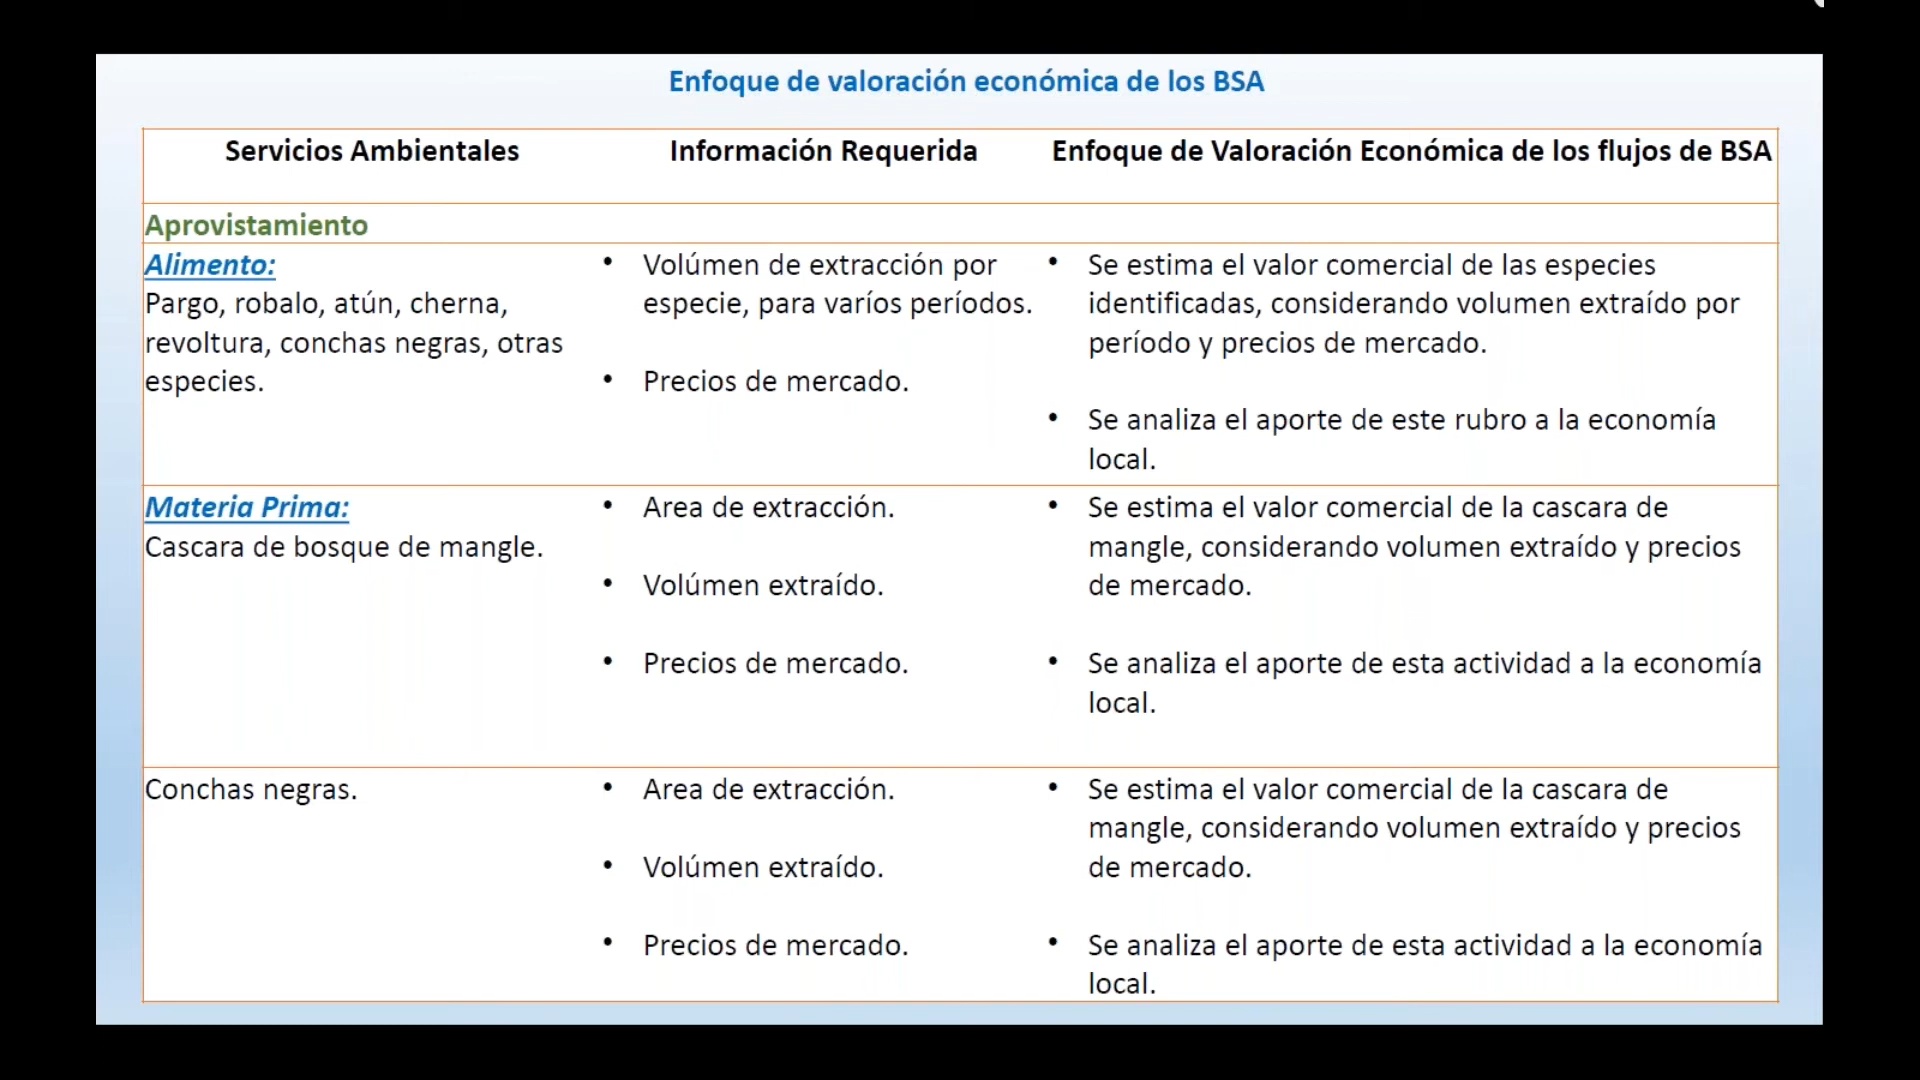 Enfoque de valoración económica de los BSA
Servicios Ambientales
Información Requerida
Enfoque de Valoración Económica de los flujos de BSA
Aprovistamiento
Alimento:
Pargo, robalo, atún, cherna,
revoltura, conchas negras, otras
especies.
• Volúmen de extracción por
especie, para varíos períodos.
• Precios de mercado.
• Se estima el valor comercial de las especies
identificadas, considerando volumen extraído por
período y precios de mercado.
• Se analiza el aporte de este rubro a la economía
local.
Materia Prima:
Cascara de bosque de mangle.
• Area de extracción.
• Volúmen extraído.
• Precios de mercado.
• Se estima el valor comercial de la cascara de
mangle, considerando volumen extraído y precios
de mercado.
• Se analiza el aporte de esta actividad a la economía
local.
Conchas negras.
• Area de extracción.
• Volúmen extraído.
• Precios de mercado.
• Se estima el valor comercial de la cascara de
mangle, considerando volumen extraído y precios
de mercado.
• Se analiza el aporte de esta actividad a la economía
local.